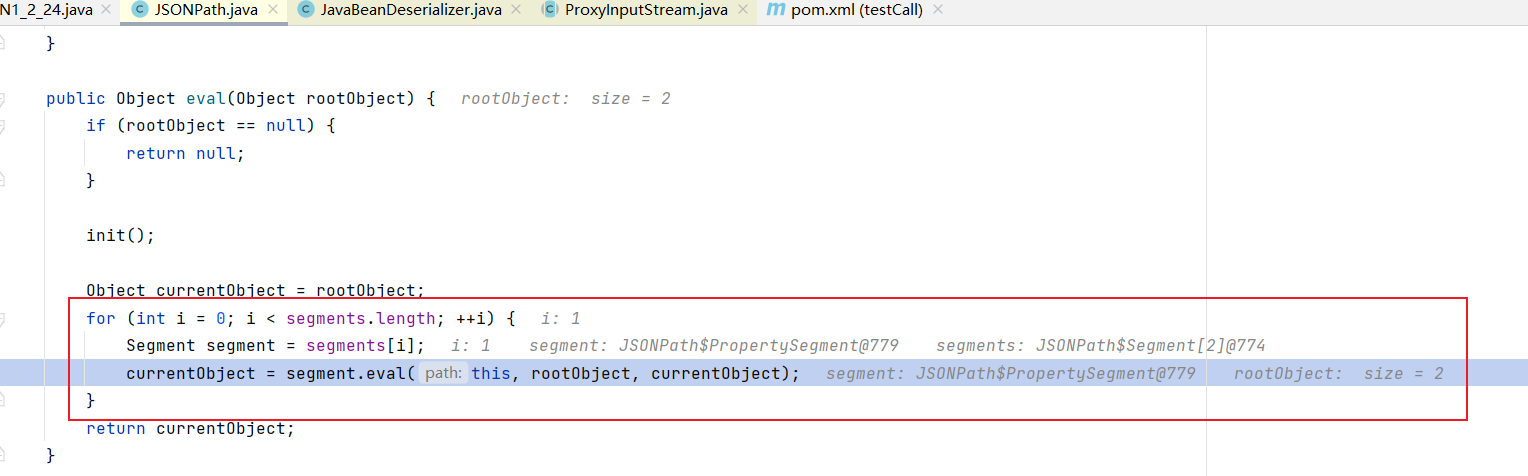 N1_2_24.java × C JSONPath.java × C JavaBeanDeserializer.java × C ProxyInputStream.java × m pom.xml (testCall) ×
}
public Object eval(Object rootObject) { rootObject: size = 2
if (rootObject == null) {
return null;
}
init();
Object currentObject = rootObject;
for (int i = 0; i < segments.length; ++i) { i: 1
Segment segment = segments[i]; i: 1 segment: JSONPath$PropertySegment@779 segments: JSONPath$Segment[2]@774
currentObject = segment.eval( path: this, rootObject, currentObject); segment: JSONPath$PropertySegment@779 rootObject: size = 2
}
return currentObject;
}